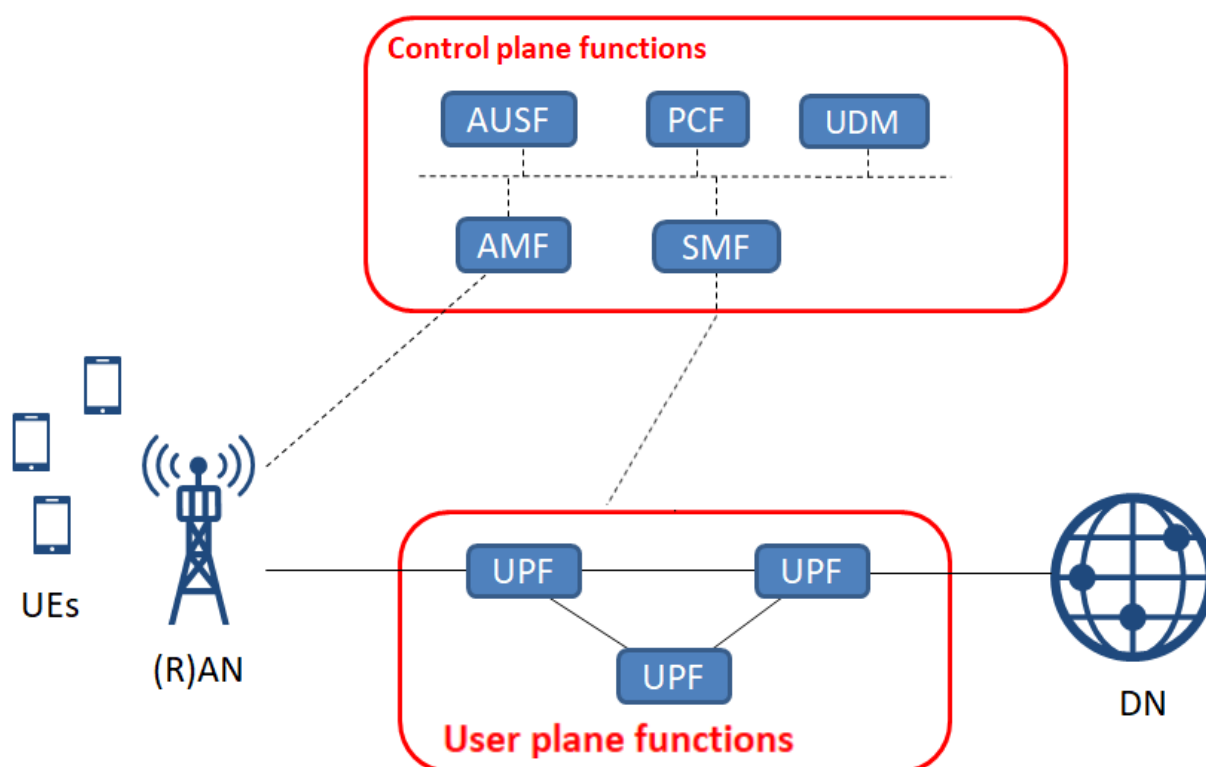 Control plane functions
AUSF
PCF
UDM
AMF
SMF
UEs
(R)AN
UPF
UPF
UPF
DN
User plane functions